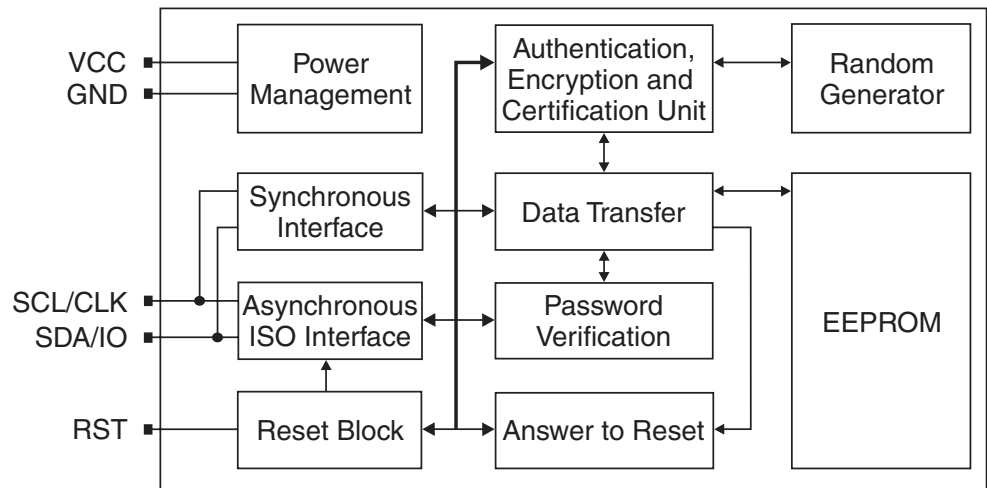 VCC
GND
Power
Management
Authentication,
Encryption and
Certification Unit
Random
Generator
Synchronous
Interface
Data Transfer
SCL/CLK
SDA/IO
Asynchronous
ISO Interface
Password
Verification
EEPROM
RST
Reset Block
Answer to Reset